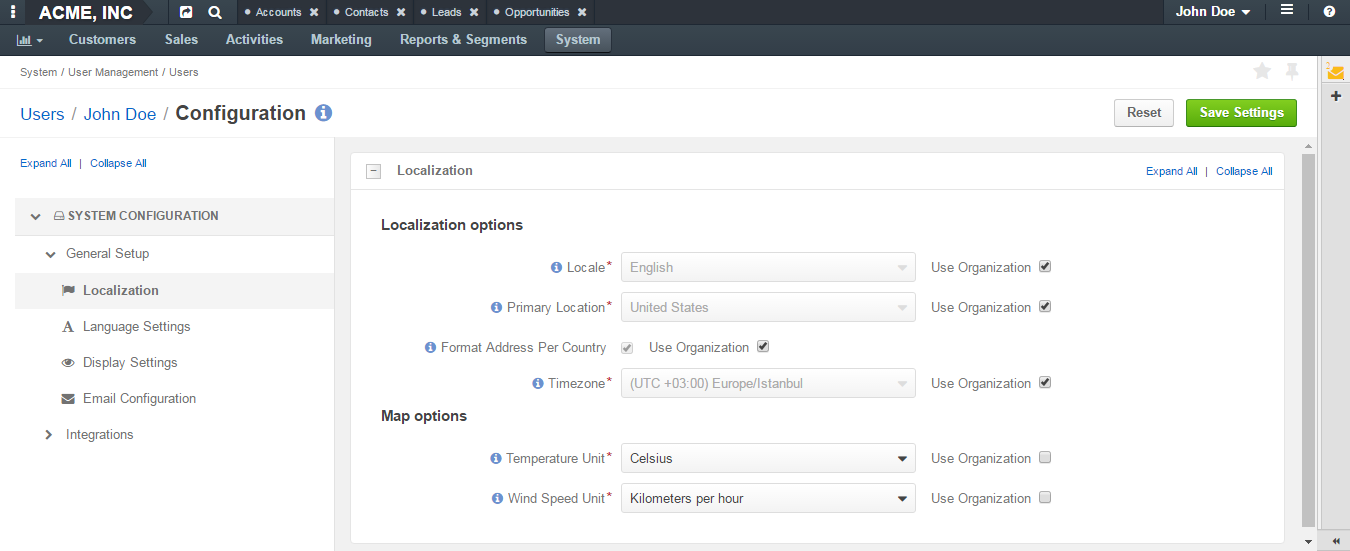 ACME, INC Accounts Contacts Leads Opportunities John Doe
Customers Sales Activities Marketing Reports & Segments System
System / User Management / Users
Users / John Doe / Configuration Reset Save Settings
Expand All | Collapse All
Localization Expand All | Collapse All
SYSTEM CONFIGURATION
General Setup
Localization
Language Settings
Display Settings
Email Configuration
Integrations
Localization options
Locale* English Use Organization
Primary Location* United States Use Organization
Format Address Per Country Use Organization
Timezone* (UTC +03:00) Europe/Istanbul Use Organization
Map options
Temperature Unit* Celsius Use Organization
Wind Speed Unit* Kilometers per hour Use Organization